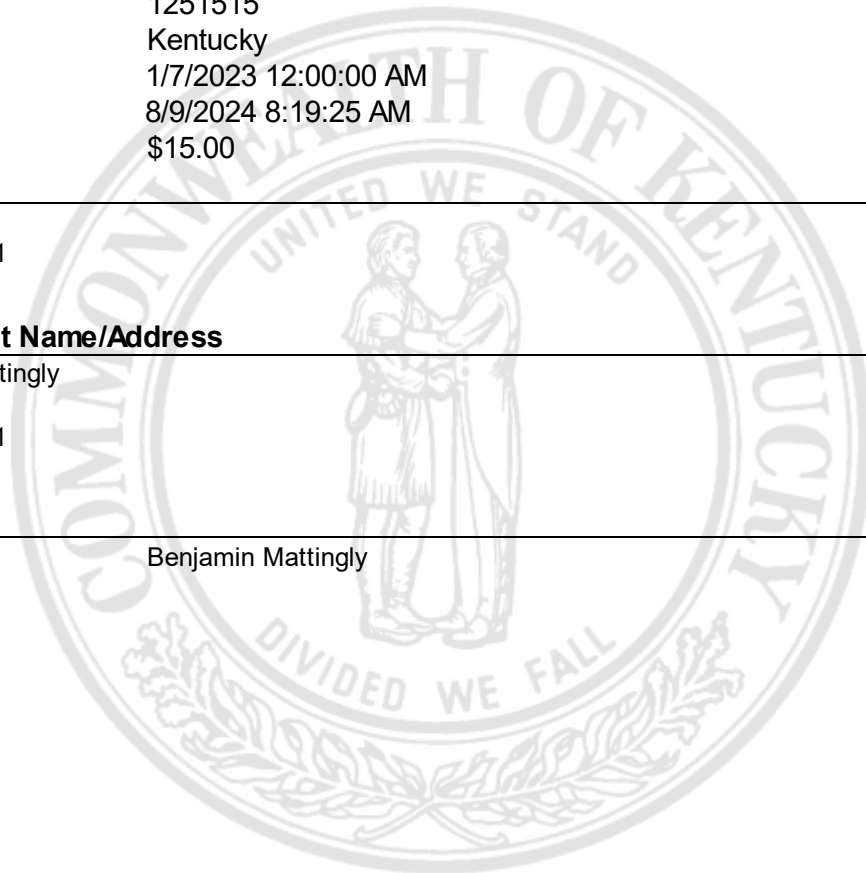 1251515
Kentucky
1/7/2023 12:00:00 AM
8/9/2024 8:19:25 AM
$15.00
t Name/Address
tingly
Benjamin Mattingly
COMMONWEALTH OF KENTUCKY
UNITED WE STAND
DIVIDED WE FALL